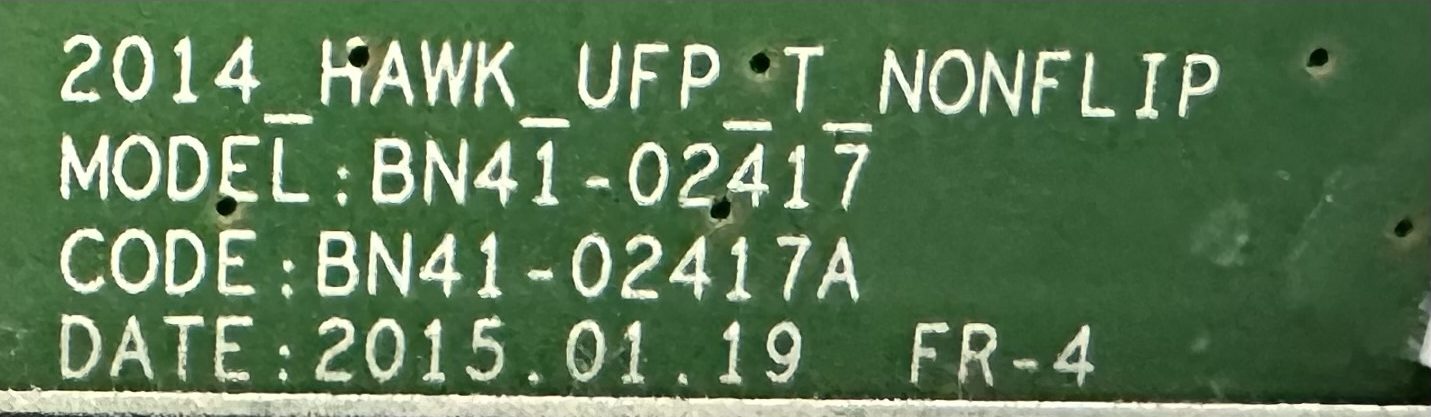 2014_HAWK_UFP_T_NONFLIP
MODEL:BN41-02417
CODE:BN41-02417A
DATE:2015.01.19 FR-4